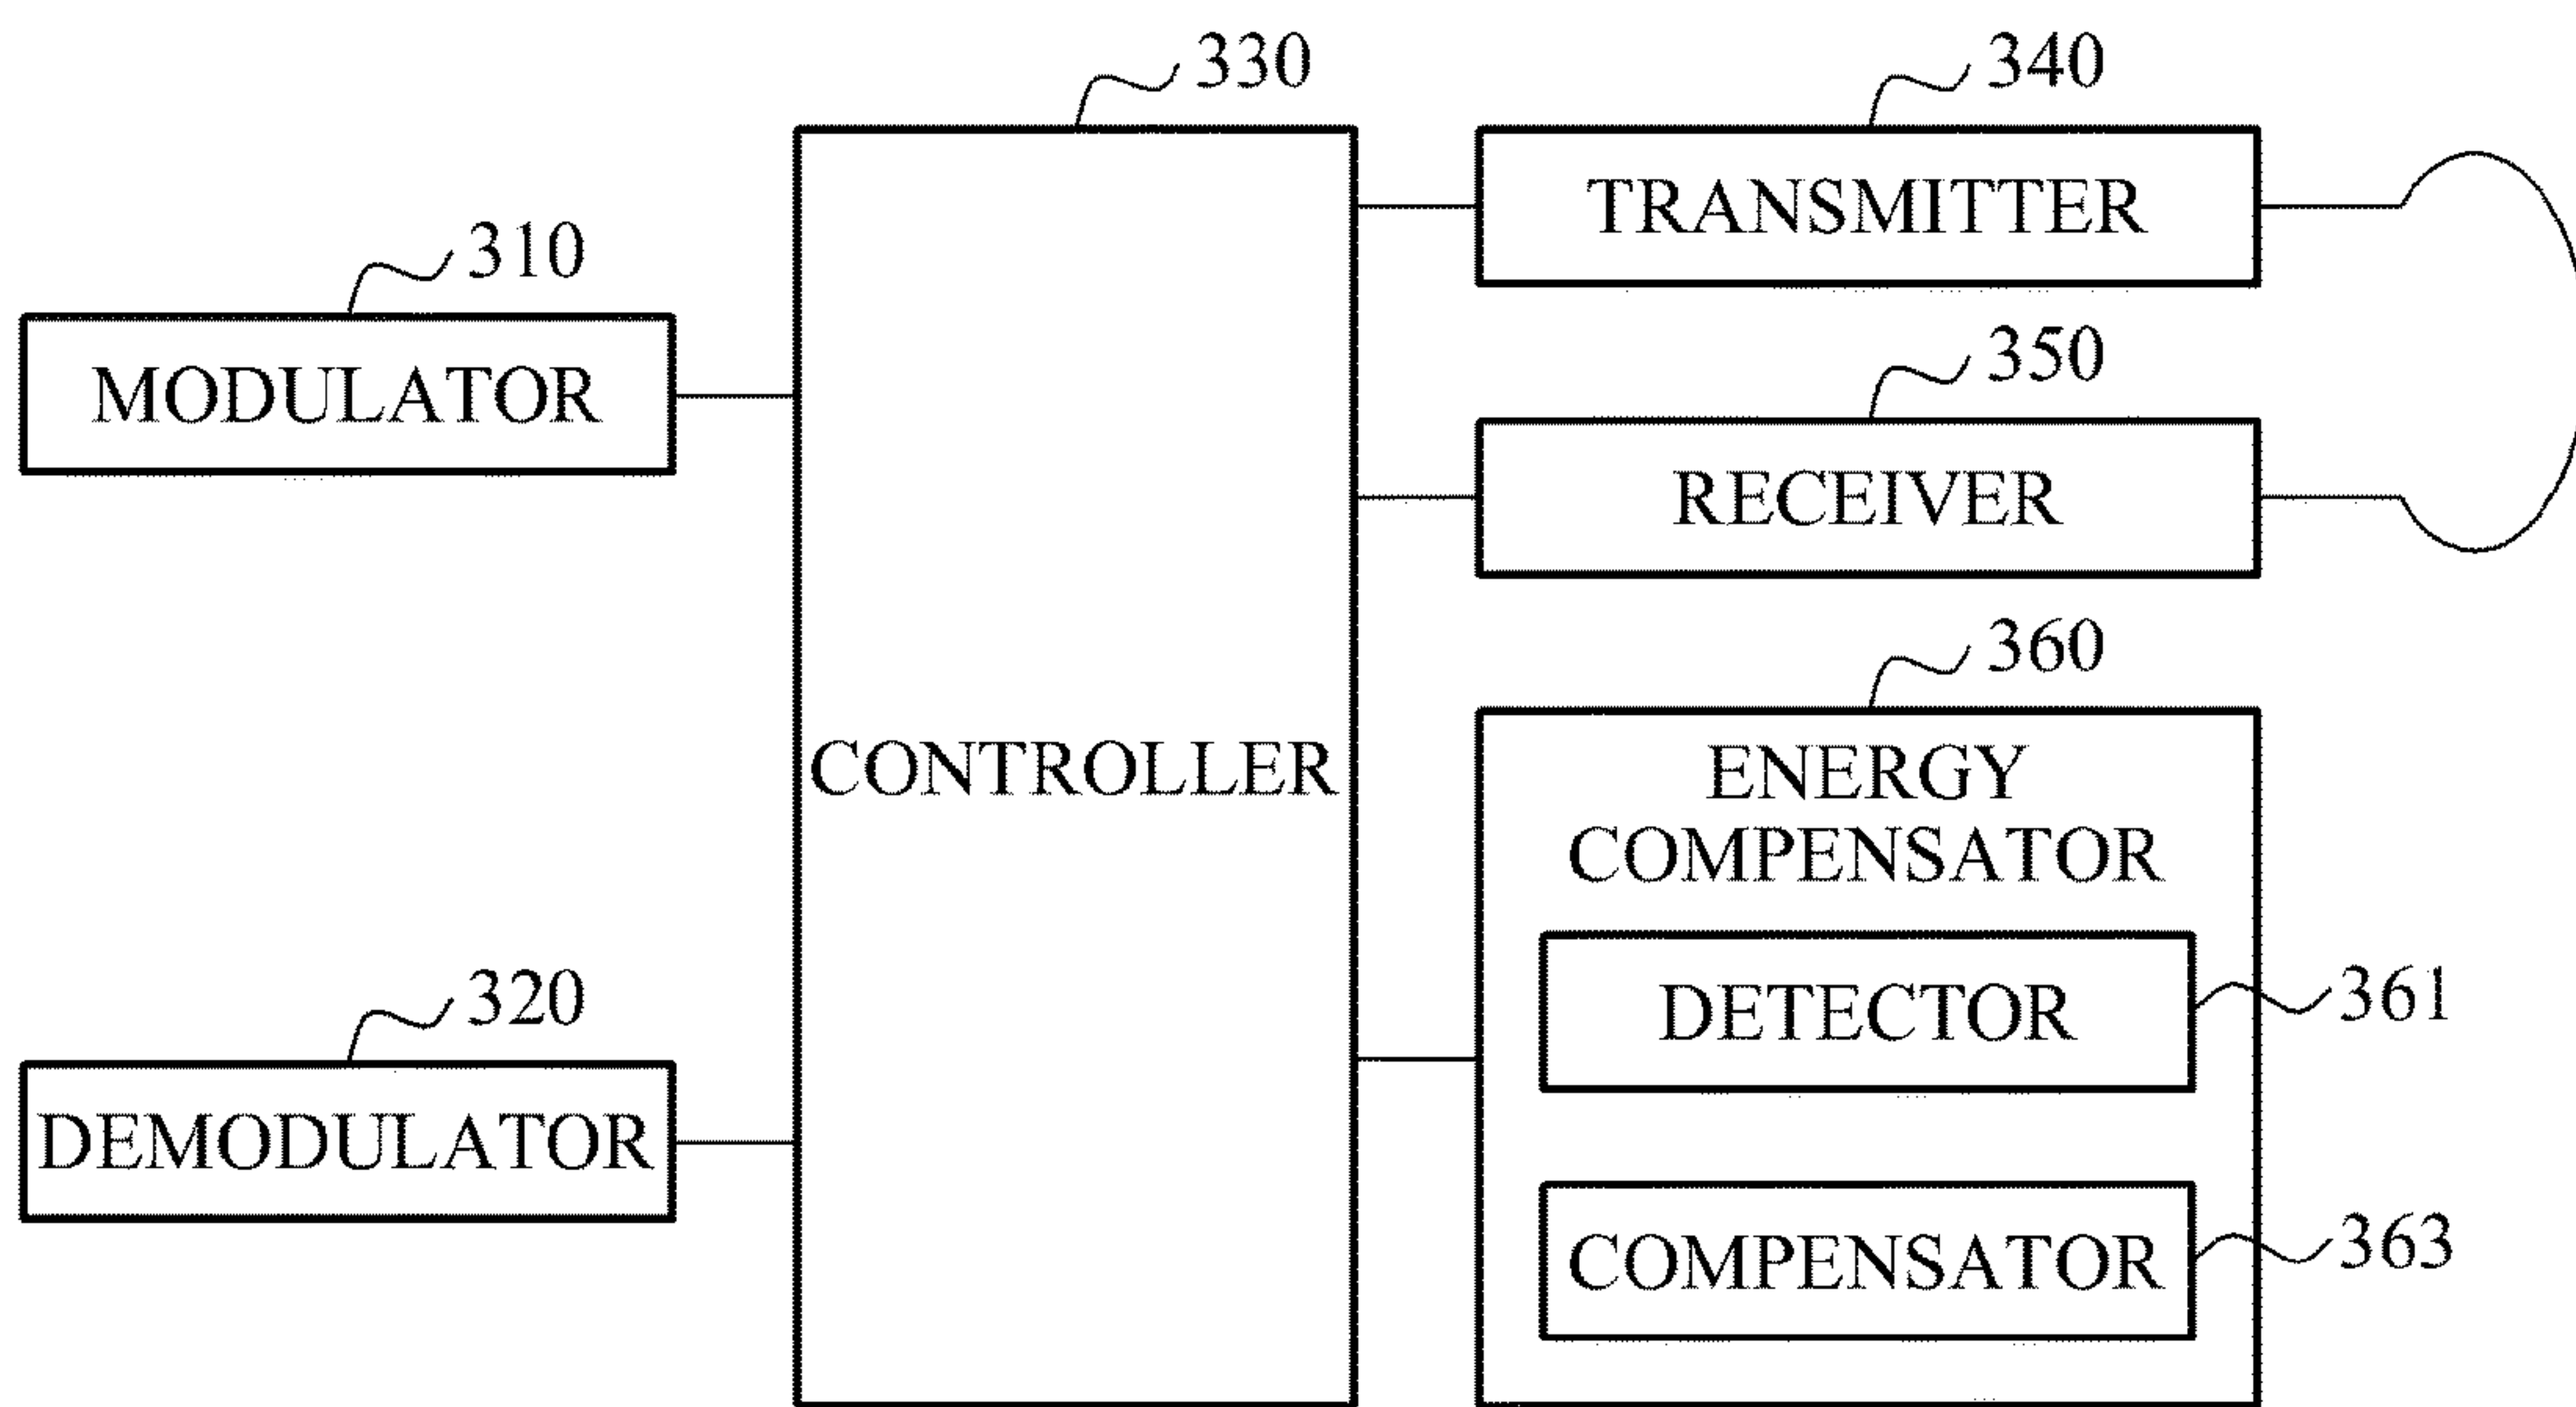 330
340
TRANSMITTER
310
MODULATOR
350
RECEIVER
360
CONTROLLER
ENERGY
COMPENSATOR
DETECTOR
361
320
DEMODULATOR
COMPENSATOR
363